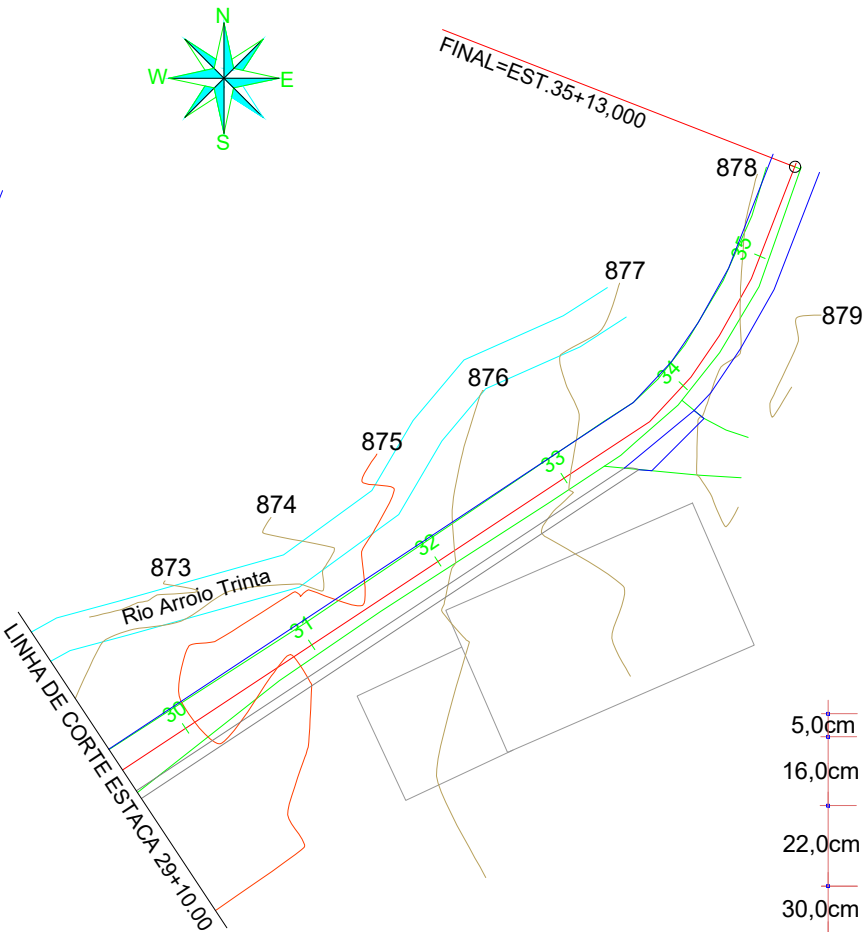 N
W
E
S
FINAL=EST.35+13,000
878
35
877
879
34
876
875
33
874
32
873
Rio Arroio Trinta
31
LINHA DE CORTE ESTACA 29+10.00
30
5,0cm
16,0cm
22,0cm
30,0cm